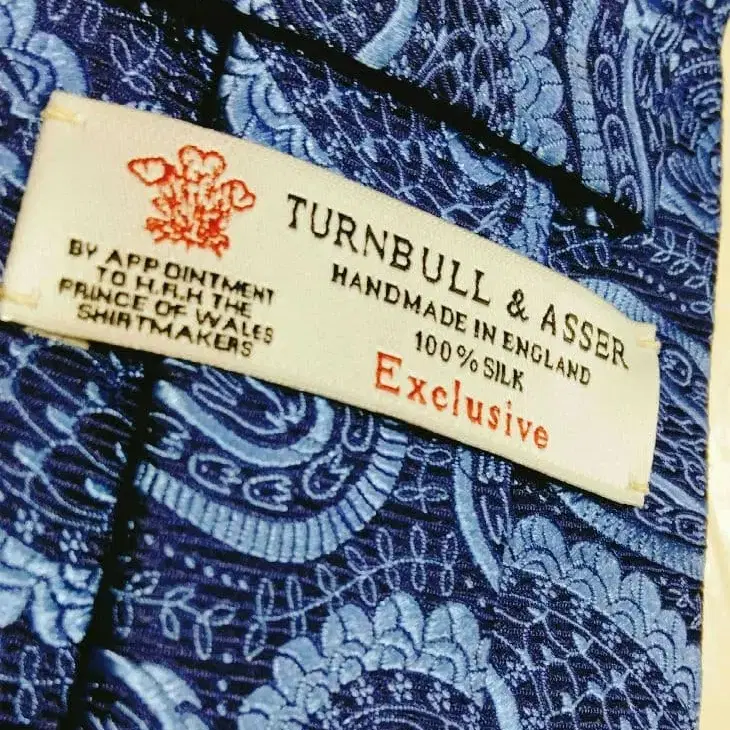 BY APPOINTMENT
TO H.R.H THE
PRINCE OF WALES
SHIRTMAKERS
TURNBULL & ASSER
HANDMADE IN ENGLAND
100% SILK
Exclusive